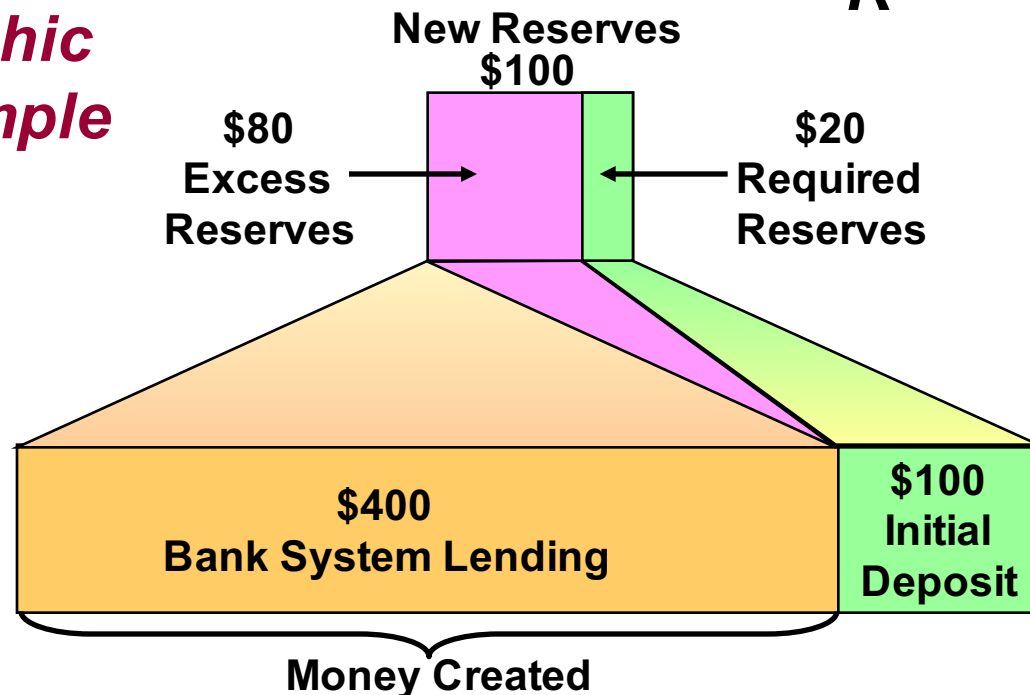 New Reserves
$100
$80
Excess
Reserves
$20
Required
Reserves
$400
Bank System Lending
$100
Initial
Deposit
Money Created